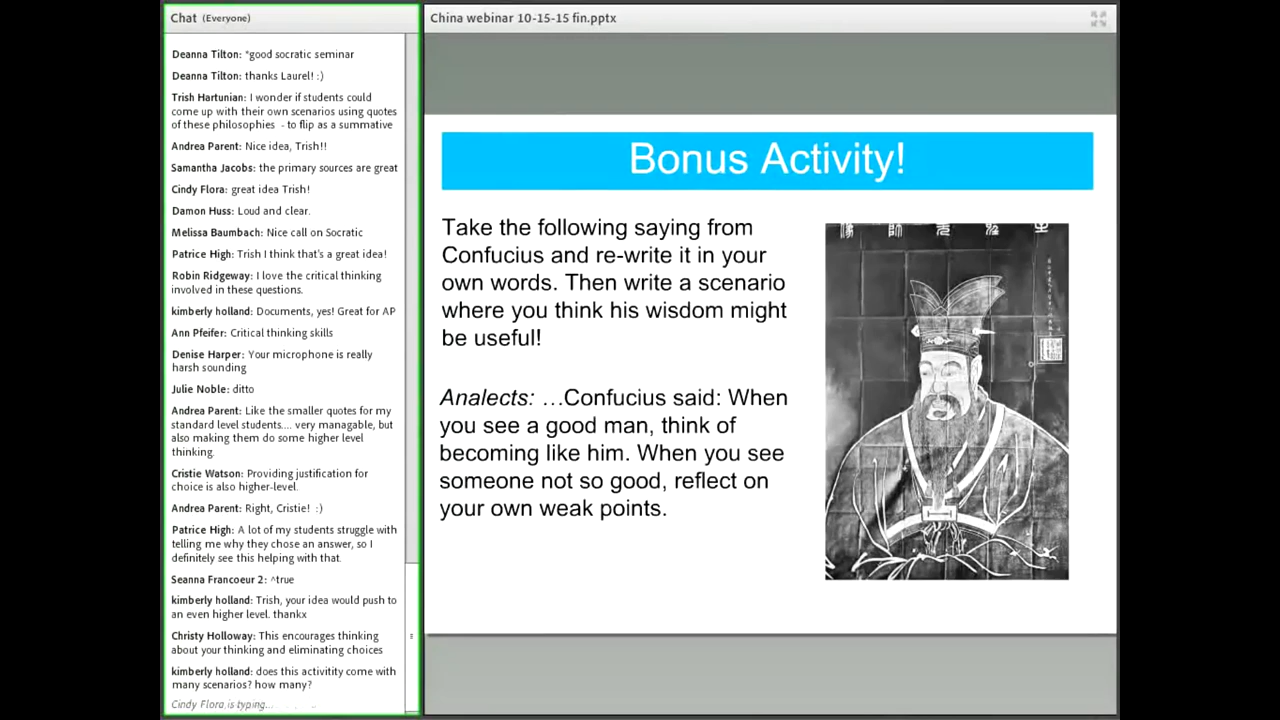 Chat (Everyone)
Deanna Tilton: *good socratic seminar
Deanna Tilton: thanks Laurel! :)
Trish Hartunian: I wonder if students could
come up with their own scenarios using quotes
of these philosophies - to flip as a summative
Andrea Parent: Nice idea, Trish!!
Samantha Jacobs: the primary sources are great
Cindy Flora: great idea Trish!
Damon Huss: Loud and clear.
Melissa Baumbach: Nice call on Socratic
Patrice High: Trish I think that's a great idea!
Robin Ridgeway: I love the critical thinking
involved in these questions.
kimberly holland: Documents, yes! Great for AP
Ann Pfeifer: Critical thinking skills
Denise Harper: Your microphone is really
harsh sounding
Julie Noble: ditto
Andrea Parent: Like the smaller quotes for my
standard level students.... very managable, but
also making them do some higher level
thinking.
Cristie Watson: Providing justification for
choice is also higher-level.
Andrea Parent: Right, Cristie! :)
Patrice High: A lot of my students struggle with
telling me why they chose an answer, so I
definitely see this helping with that.
Seanna Francoeur 2: ^true
kimberly holland: Trish, your idea would push to
an even higher level. thankx
Christy Holloway: This encourages thinking
about your thinking and eliminating choices
kimberly holland: does this activitity come with
many scenarios? how many?
Cindy Flora is typing...
China webinar 10-15-15 fin.pptx
Bonus Activity!
Take the following saying from
Confucius and re-write it in your
own words. Then write a scenario
where you think his wisdom might
be useful!
Analects: …Confucius said: When
you see a good man, think of
becoming like him. When you see
someone not so good, reflect on
your own weak points.